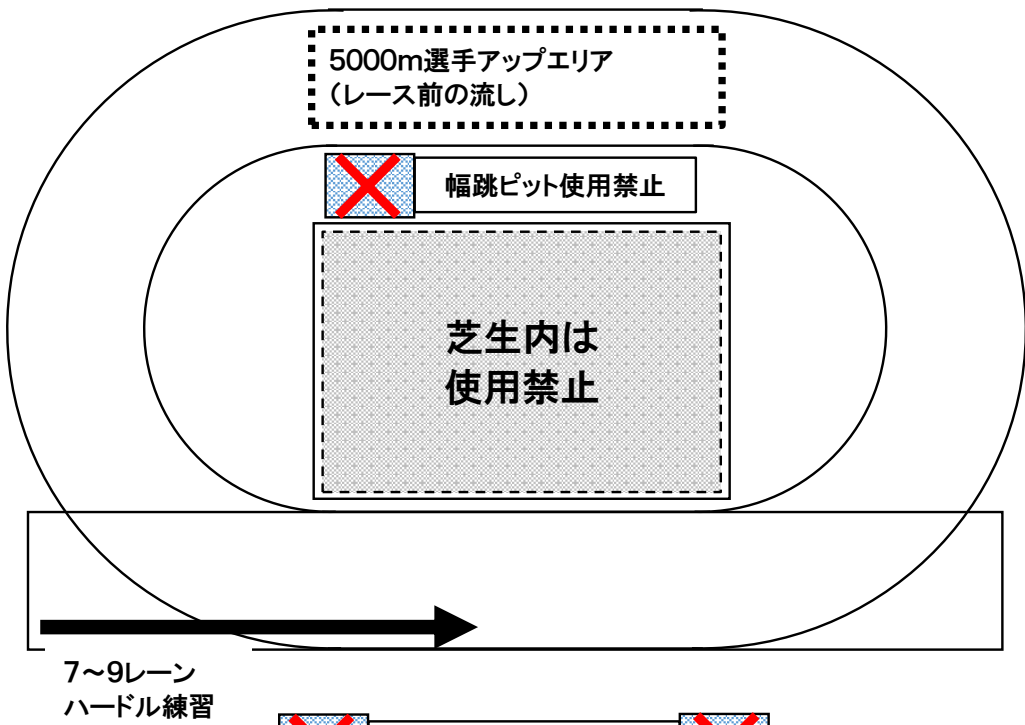 5000m選手アップエリア
（レース前の流し）
幅跳ピット使用禁止
芝生内は
使用禁止
7～9レーン
ハードル練習